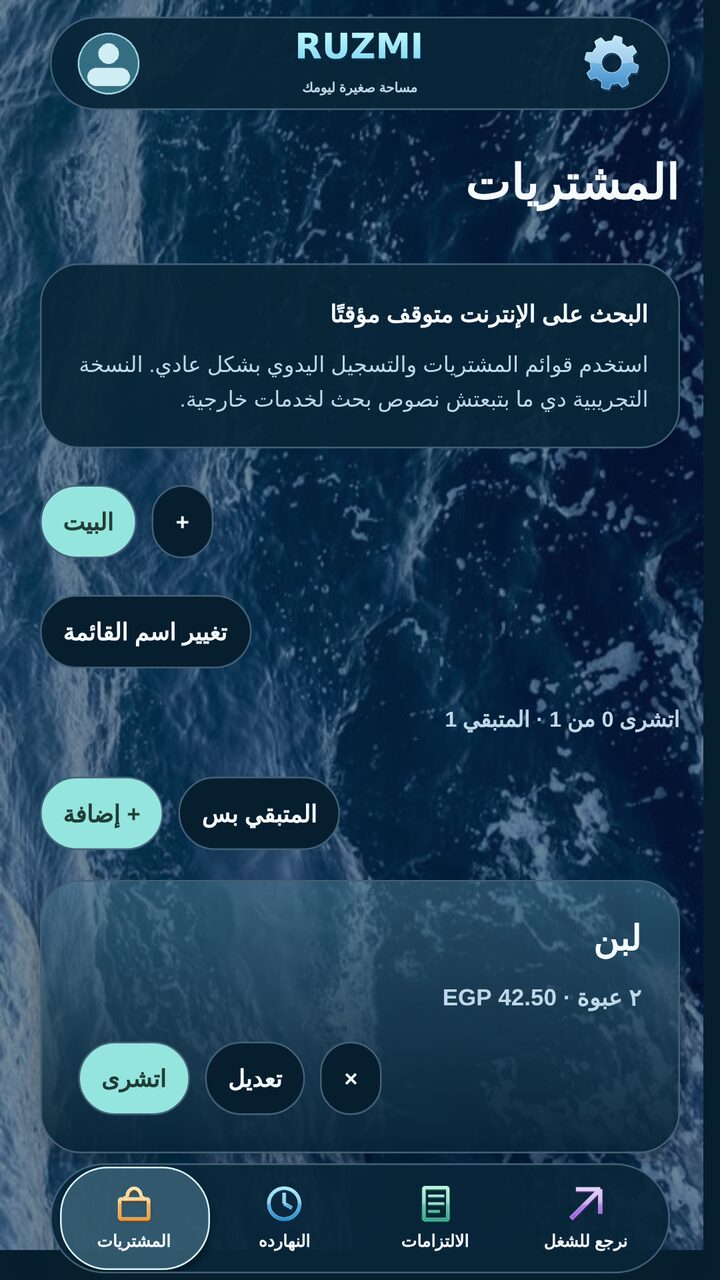 RUZMI
مساحة صغيرة ليومك
المشتريات
البحث على الإنترنت متوقف مؤقتًا
استخدم قوائم المشتريات والتسجيل اليدوي بشكل عادي. النسخة
التجريبية دي ما بتبعتش نصوص بحث لخدمات خارجية.
+ البيت
تغيير اسم القائمة
اتشرى 0 من 1 · المتبقي 1
المتبقي بس + إضافة
لبن
٢ عبوة · EGP 42.50
× تعديل اتشرى
نرجع للشغل الالتزامات النهارده المشتريات